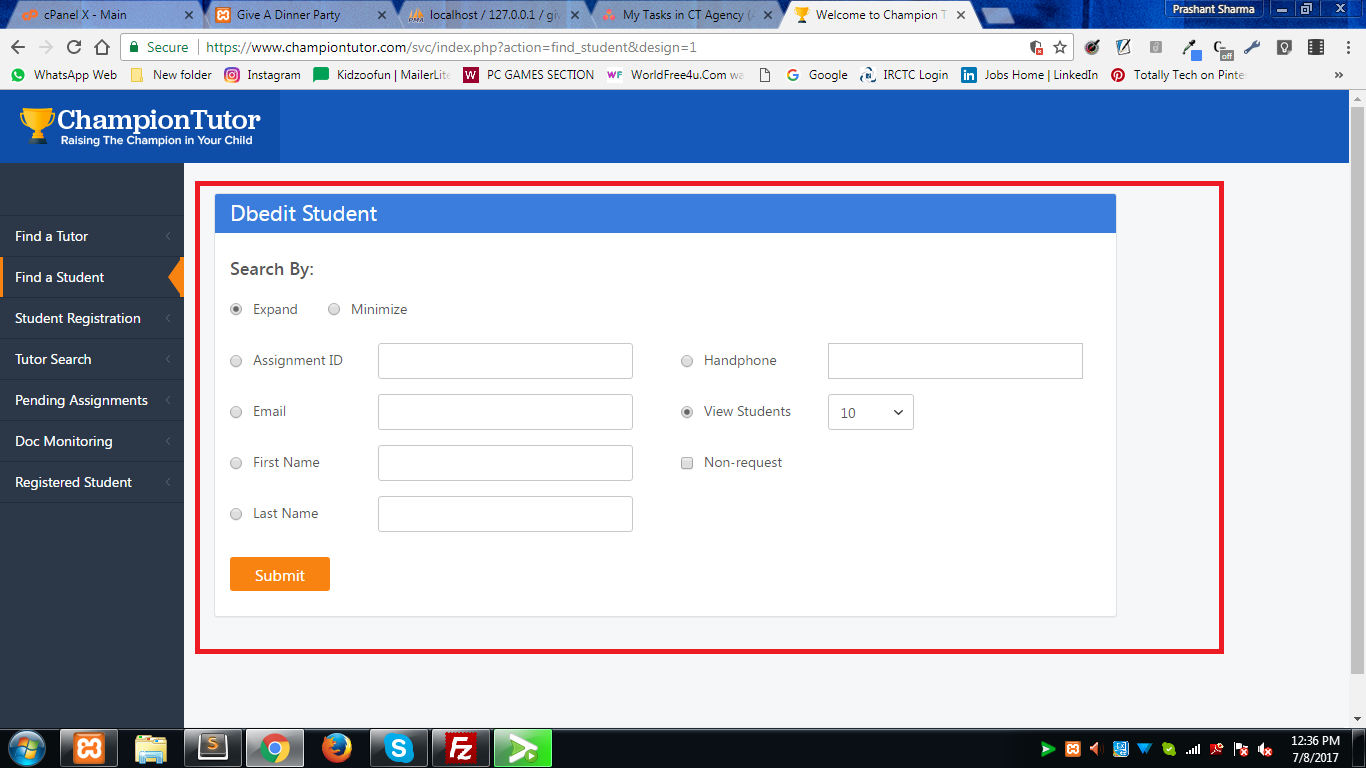 Prashant Sharma
cPanel X - Main
Give A Dinner Party
localhost / 127.0.0.1 / giv
My Tasks in CT Agency (
Welcome to Champion T
Secure https://www.championtutor.com/svc/index.php?action=find_student&design=1
off
WhatsApp Web New folder Instagram Kidzoofun | MailerLite W PC GAMES SECTION WF WorldFree4u.Com wa Google IRCTC Login in Jobs Home | LinkedIn Totally Tech on Pinte »
ChampionTutor
Raising The Champion in Your Child
Find a Tutor
Find a Student
Student Registration
Tutor Search
Pending Assignments
Doc Monitoring
Registered Student
Dbedit Student
Search By:
Expand Minimize
Assignment ID Handphone
Email View Students 10
First Name Non-request
Last Name
Submit
12:36 PM
7/8/2017